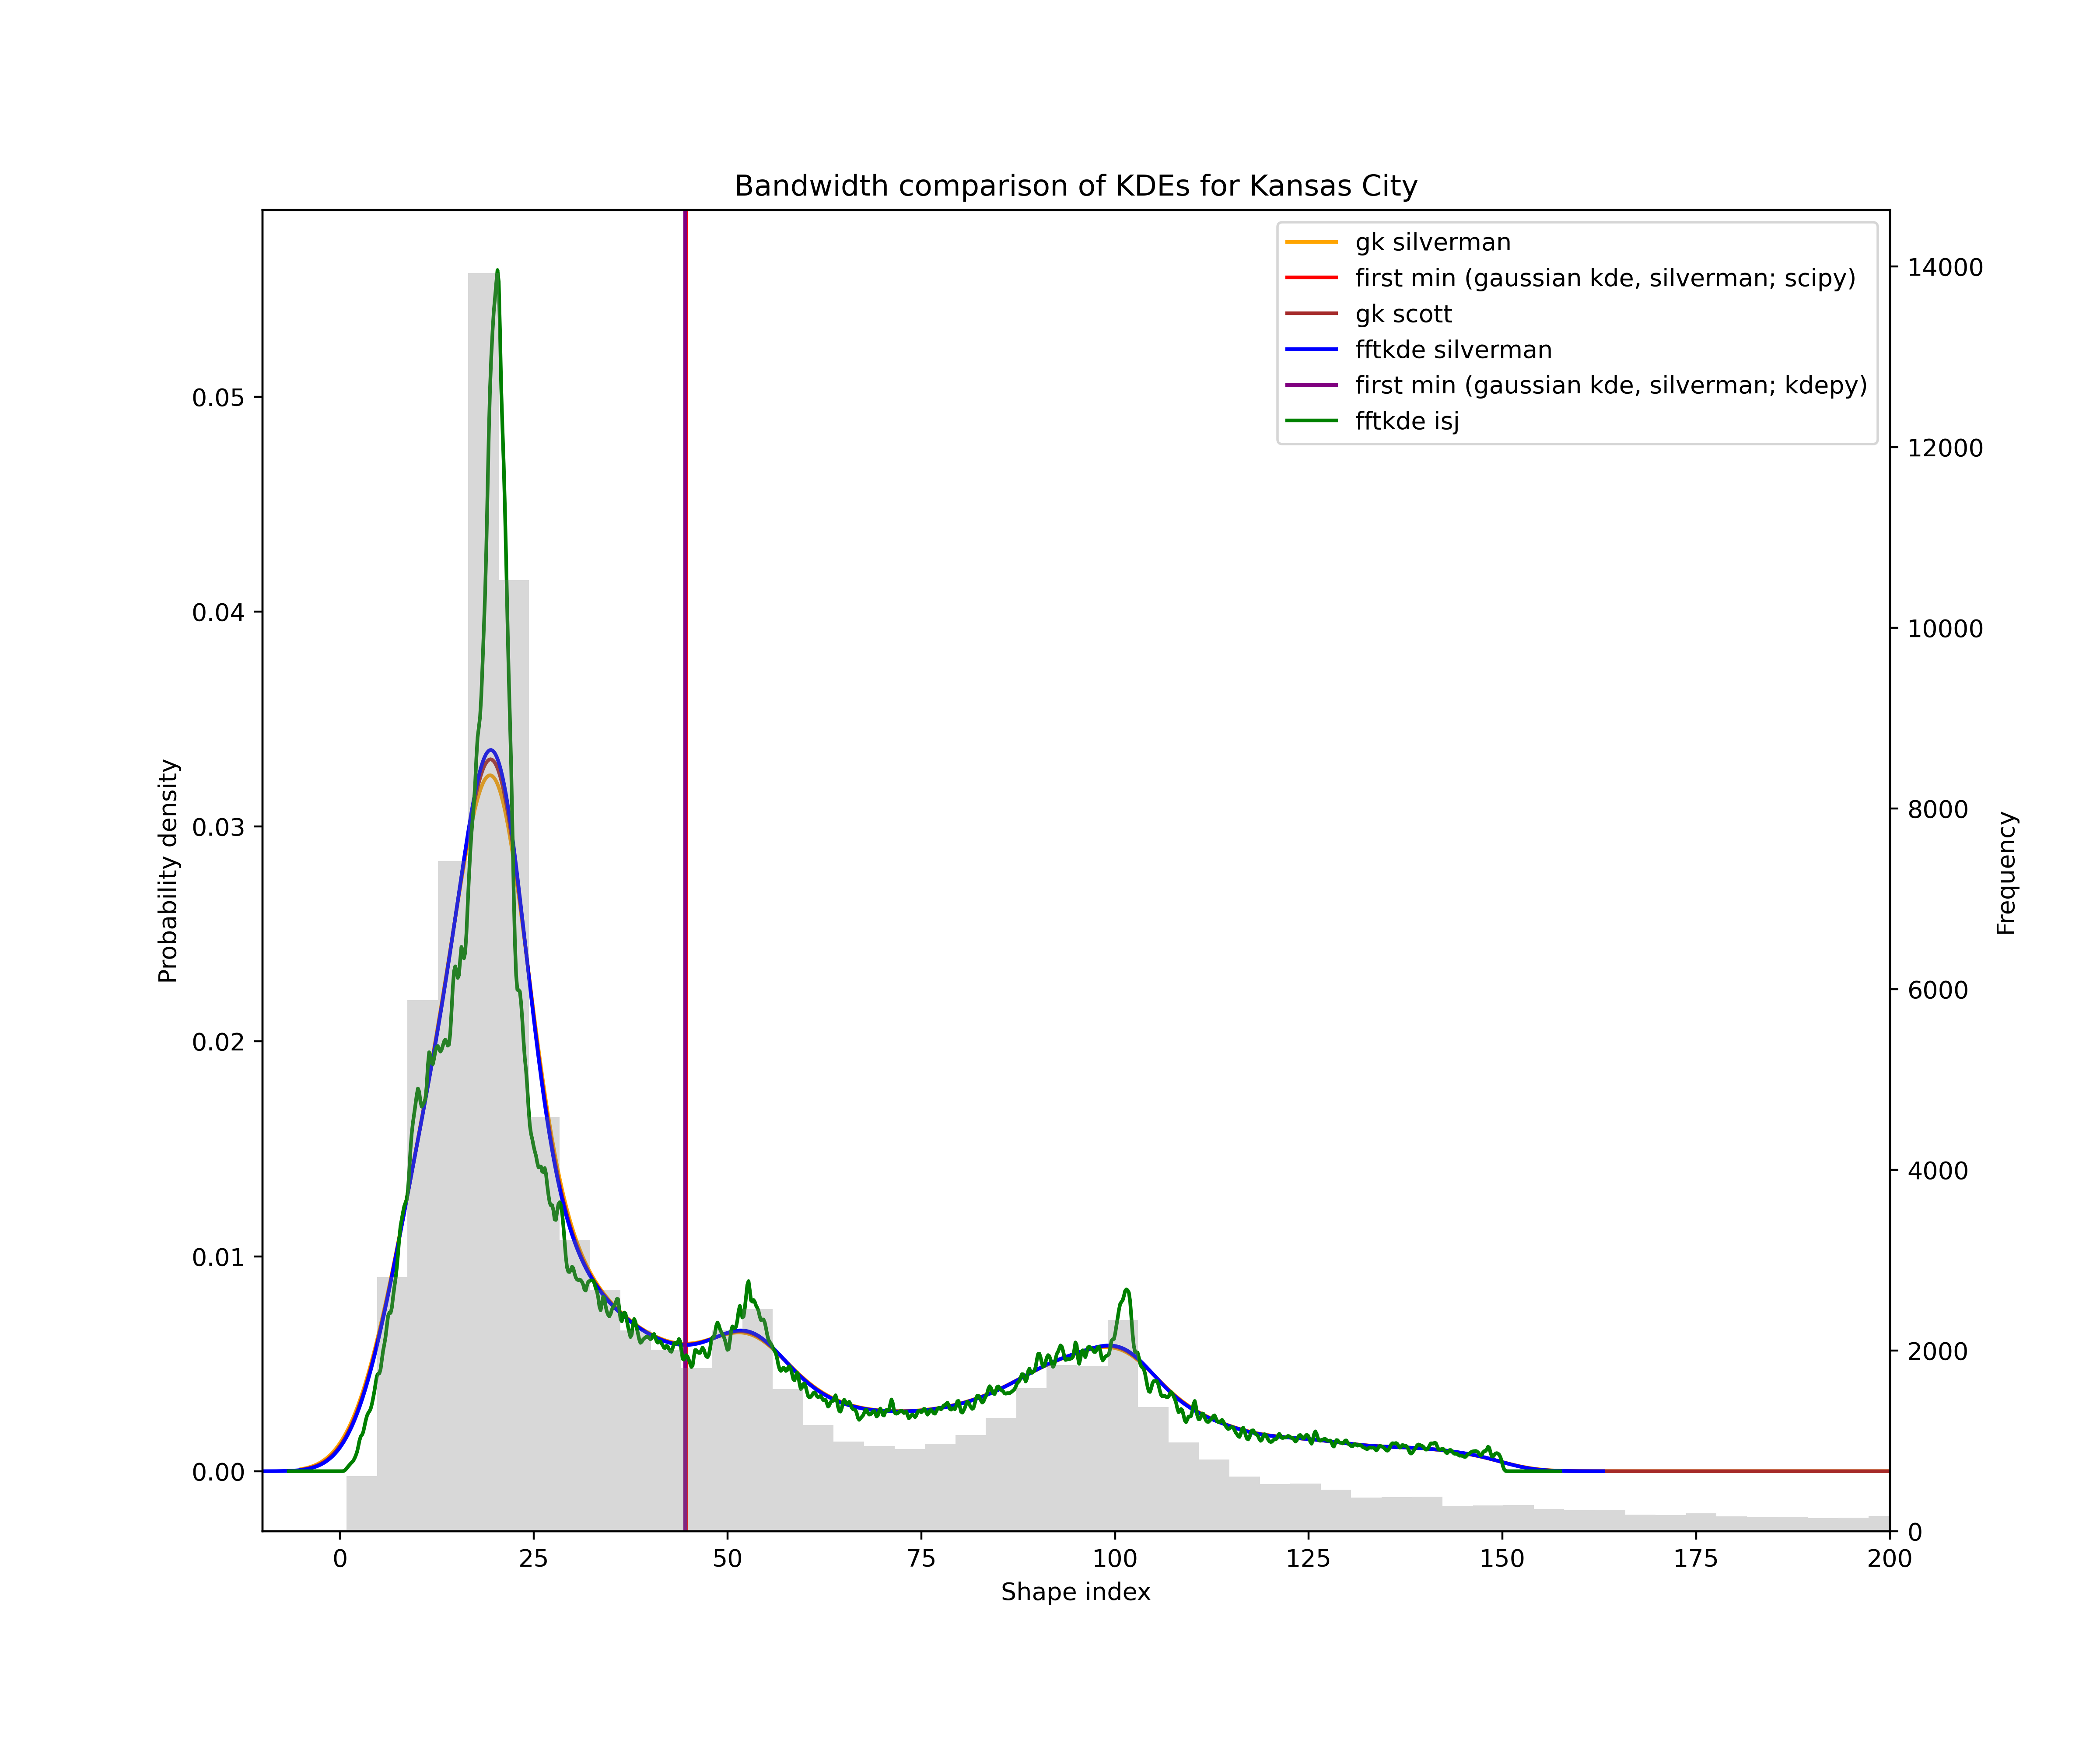 Bandwidth comparison of KDEs for Kansas City
gk silverman
first min (gaussian kde, silverman; scipy)
gk scott
fftkde silverman
first min (gaussian kde, silverman; kdepy)
fftkde isj
Probability density
0.05
0.04
0.03
0.02
0.01
0.00
14000
12000
10000
8000
6000
4000
2000
0
Frequency
0 25 50 75 100 125 150 175 200
Shape index